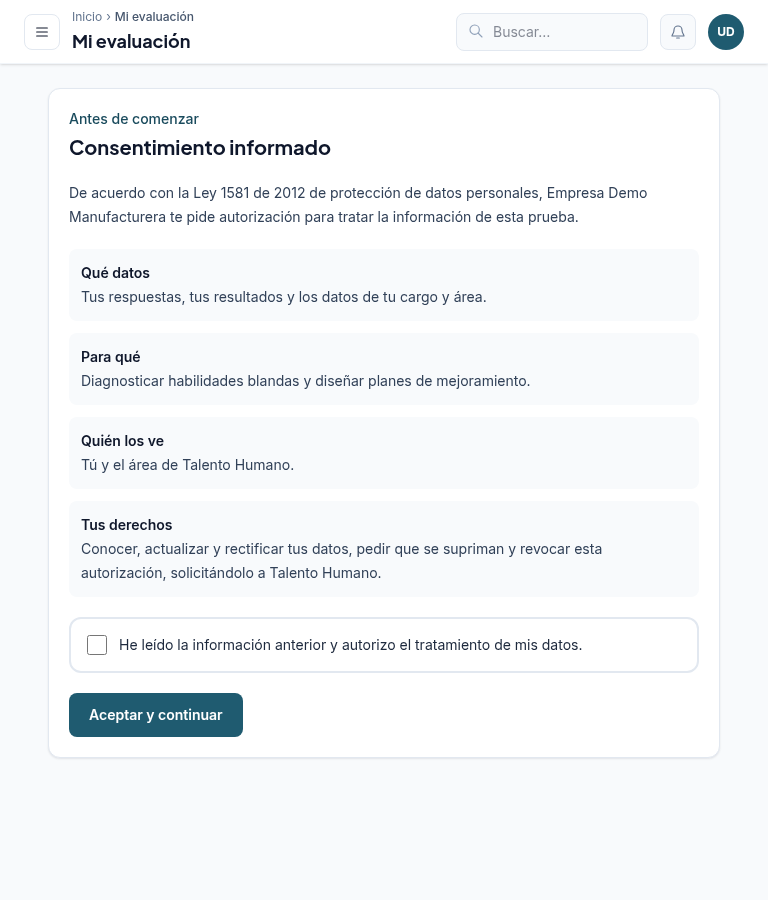 Inicio › Mi evaluación
Mi evaluación
Buscar...
UD
Antes de comenzar
Consentimiento informado
De acuerdo con la Ley 1581 de 2012 de protección de datos personales, Empresa Demo
Manufacturera te pide autorización para tratar la información de esta prueba.
Qué datos
Tus respuestas, tus resultados y los datos de tu cargo y área.
Para qué
Diagnosticar habilidades blandas y diseñar planes de mejoramiento.
Quién los ve
Tú y el área de Talento Humano.
Tus derechos
Conocer, actualizar y rectificar tus datos, pedir que se supriman y revocar esta
autorización, solicitándolo a Talento Humano.
He leído la información anterior y autorizo el tratamiento de mis datos.
Aceptar y continuar